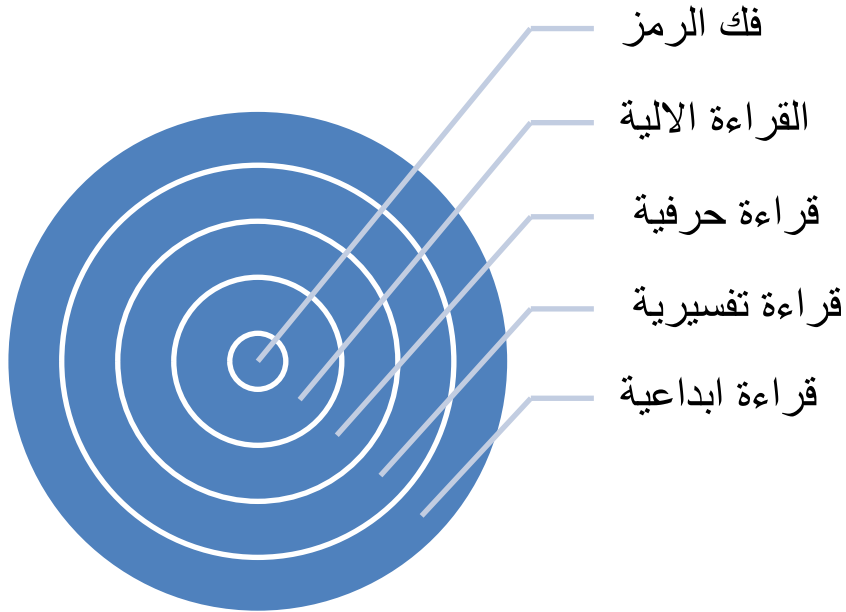 فك الرمز
القراءة الالية
قراءة حرفية
قراءة تفسيرية
قراءة ابداعية